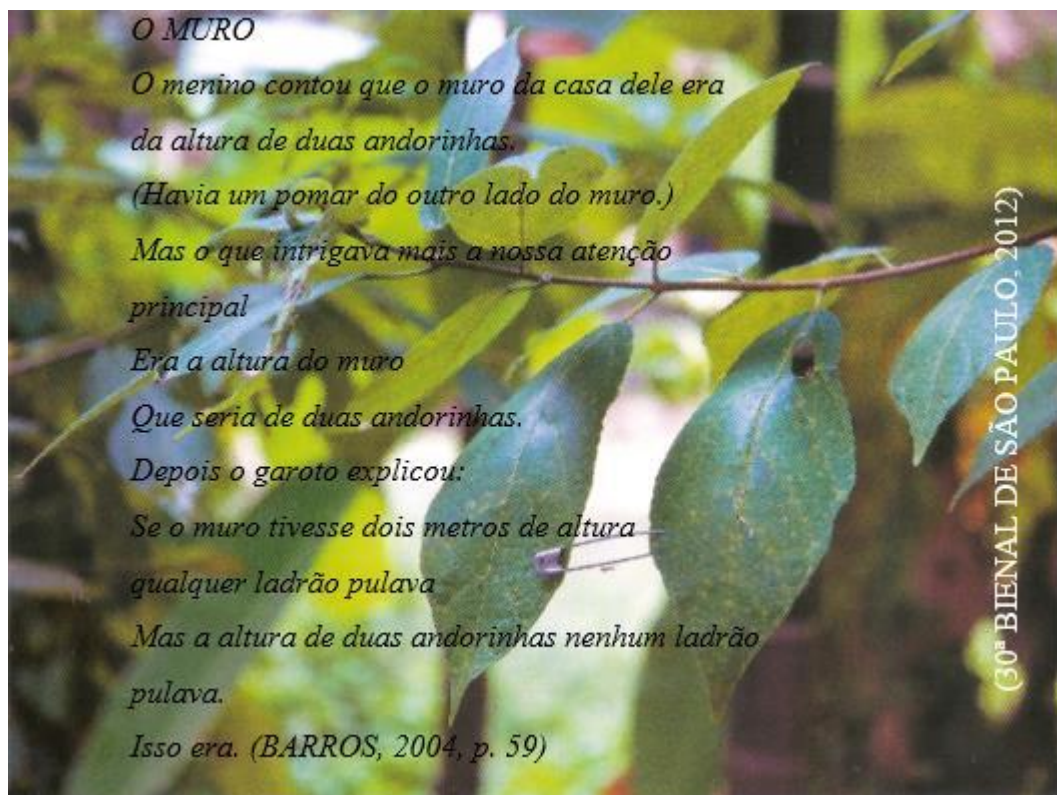 O MURO
O menino contou que o muro da casa dele era
da altura de duas andorinhas.
(Havia um pomar do outro lado do muro.)
Mas o que intrigava mais a nossa atenção
principal
Era a altura do muro
Que seria de duas andorinhas.
Depois o garoto explicou:
Se o muro tivesse dois metros de altura
qualquer ladrão pulava
Mas a altura de duas andorinhas nenhum ladrão
pulava.
Isso era. (BARROS, 2004, p. 59)
(30ª BIENAL DE SÃO PAULO, 2012)